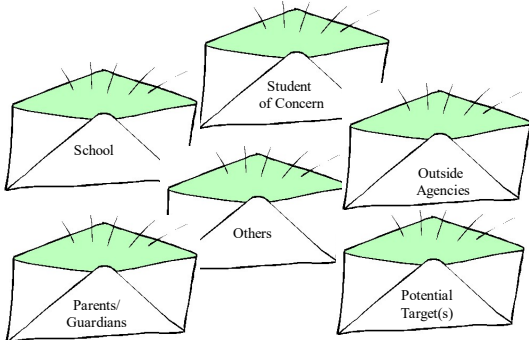 Student
of Concern
School
Outside
Agencies
Others
Parents/
Guardians
Potential
Target(s)